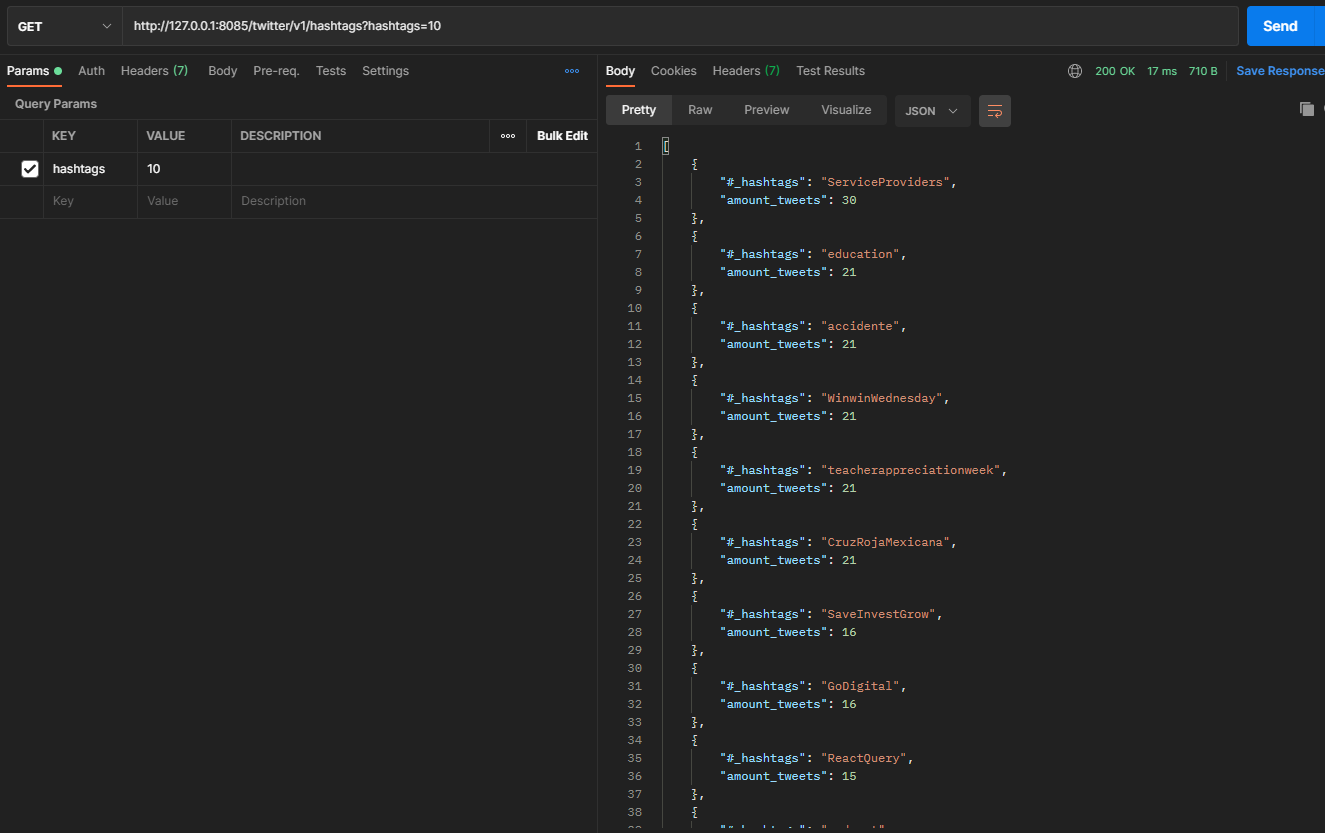 GET http://127.0.0.1:8085/twitter/v1/hashtags?hashtags=10 Send
Params Auth Headers (7) Body Pre-req. Tests Settings
Query Params
KEY VALUE DESCRIPTION Bulk Edit
hashtags 10
Key Value Description
Body Cookies Headers (7) Test Results 200 OK 17 ms 710 B Save Response
Pretty Raw Preview Visualize JSON
1 [
2 {
3 "#_hashtags": "ServiceProviders",
4 "amount_tweets": 30
5 },
6 {
7 "#_hashtags": "education",
8 "amount_tweets": 21
9 },
10 {
11 "#_hashtags": "accidente",
12 "amount_tweets": 21
13 },
14 {
15 "#_hashtags": "WinwinWednesday",
16 "amount_tweets": 21
17 },
18 {
19 "#_hashtags": "teacherappreciationweek",
20 "amount_tweets": 21
21 },
22 {
23 "#_hashtags": "CruzRojaMexicana",
24 "amount_tweets": 21
25 },
26 {
27 "#_hashtags": "SaveInvestGrow",
28 "amount_tweets": 16
29 },
30 {
31 "#_hashtags": "GoDigital",
32 "amount_tweets": 16
33 },
34 {
35 "#_hashtags": "ReactQuery",
36 "amount_tweets": 15
37 },
38 {